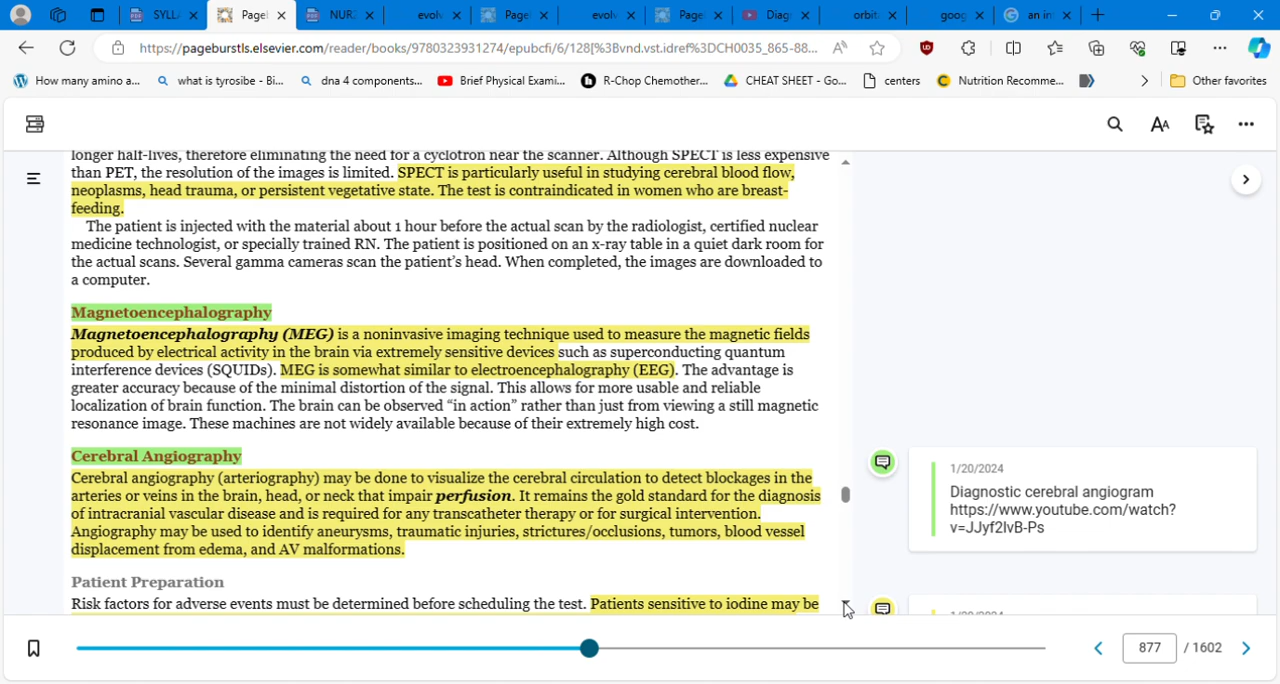 SYLL
Pagel
NUR
evolv
Page
evolv
Page
Diag
orbit
goog
an in
https://pageburstls.elsevier.com/reader/books/9780323931274/epubcfi/6/128[%3Bvnd.vst.idref%3DCH0035_865-88...
How many amino a...
what is tyrosibe - Bi...
dna 4 components...
Brief Physical Exami...
R-Chop Chemother...
CHEAT SHEET - Go...
centers
Nutrition Recomme...
Other favorites
longer half-lives, therefore eliminating the need for a cyclotron near the scanner. Although SPECT is less expensive
than PET, the resolution of the images is limited. SPECT is particularly useful in studying cerebral blood flow,
neoplasms, head trauma, or persistent vegetative state. The test is contraindicated in women who are breast-
feeding.
The patient is injected with the material about 1 hour before the actual scan by the radiologist, certified nuclear
medicine technologist, or specially trained RN. The patient is positioned on an x-ray table in a quiet dark room for
the actual scans. Several gamma cameras scan the patient's head. When completed, the images are downloaded to
a computer.
Magnetoencephalography
Magnetoencephalography (MEG) is a noninvasive imaging technique used to measure the magnetic fields
produced by electrical activity in the brain via extremely sensitive devices such as superconducting quantum
interference devices (SQUIDs). MEG is somewhat similar to electroencephalography (EEG). The advantage is
greater accuracy because of the minimal distortion of the signal. This allows for more usable and reliable
localization of brain function. The brain can be observed “in action” rather than just from viewing a still magnetic
resonance image. These machines are not widely available because of their extremely high cost.
Cerebral Angiography
Cerebral angiography (arteriography) may be done to visualize the cerebral circulation to detect blockages in the
arteries or veins in the brain, head, or neck that impair perfusion. It remains the gold standard for the diagnosis
of intracranial vascular disease and is required for any transcatheter therapy or for surgical intervention.
Angiography may be used to identify aneurysms, traumatic injuries, strictures/occlusions, tumors, blood vessel
displacement from edema, and AV malformations.
1/20/2024
Diagnostic cerebral angiogram
https://www.youtube.com/watch?
v=JJyf2IvB-Ps
Patient Preparation
Risk factors for adverse events must be determined before scheduling the test. Patients sensitive to iodine may be
877 / 1602